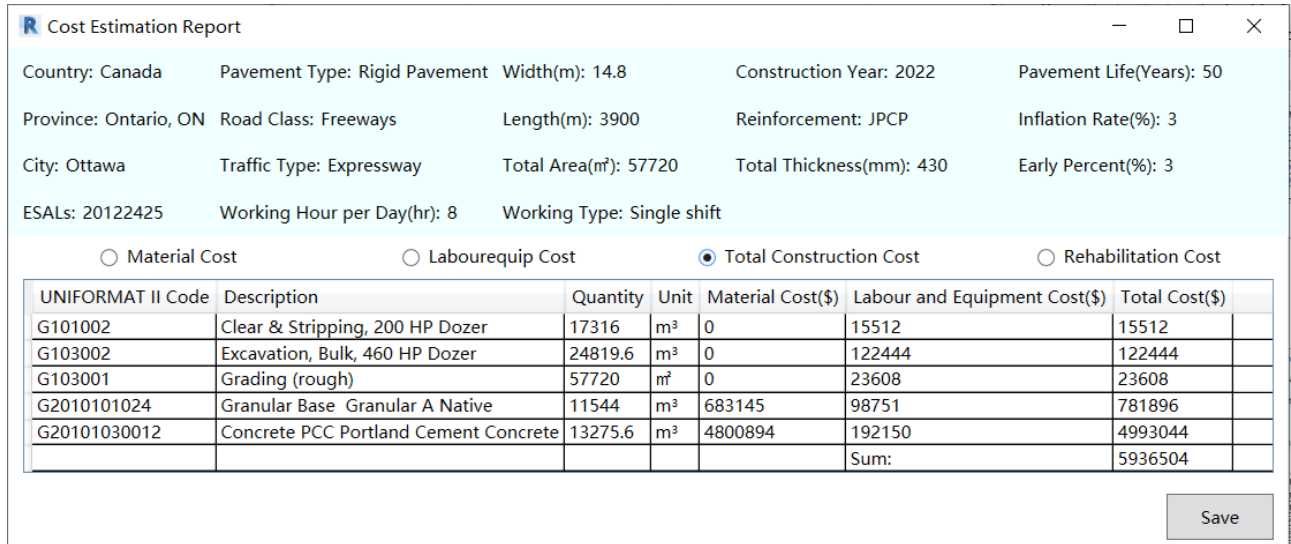 Cost Estimation Report
Country: Canada Pavement Type: Rigid Pavement Width(m): 14.8 Construction Year: 2022 Pavement Life(Years): 50
Province: Ontario, ON Road Class: Freeways Length(m): 3900 Reinforcement: JPCP Inflation Rate(%): 3
City: Ottawa Traffic Type: Expressway Total Area(㎡): 57720 Total Thickness(mm): 430 Early Percent(%): 3
ESALs: 20122425 Working Hour per Day(hr): 8 Working Type: Single shift
Material Cost Labourequip Cost Total Construction Cost Rehabilitation Cost
UNIFORMAT II Code Description Quantity Unit Material Cost($) Labour and Equipment Cost($) Total Cost($)
G101002 Clear & Stripping, 200 HP Dozer 17316 m³ 0 15512 15512
G103002 Excavation, Bulk, 460 HP Dozer 24819.6 m³ 0 122444 122444
G103001 Grading (rough) 57720 ㎡ 0 23608 23608
G2010101024 Granular Base Granular A Native 11544 m³ 683145 98751 781896
G20101030012 Concrete PCC Portland Cement Concrete 13275.6 m³ 4800894 192150 4993044
Sum: 5936504
Save